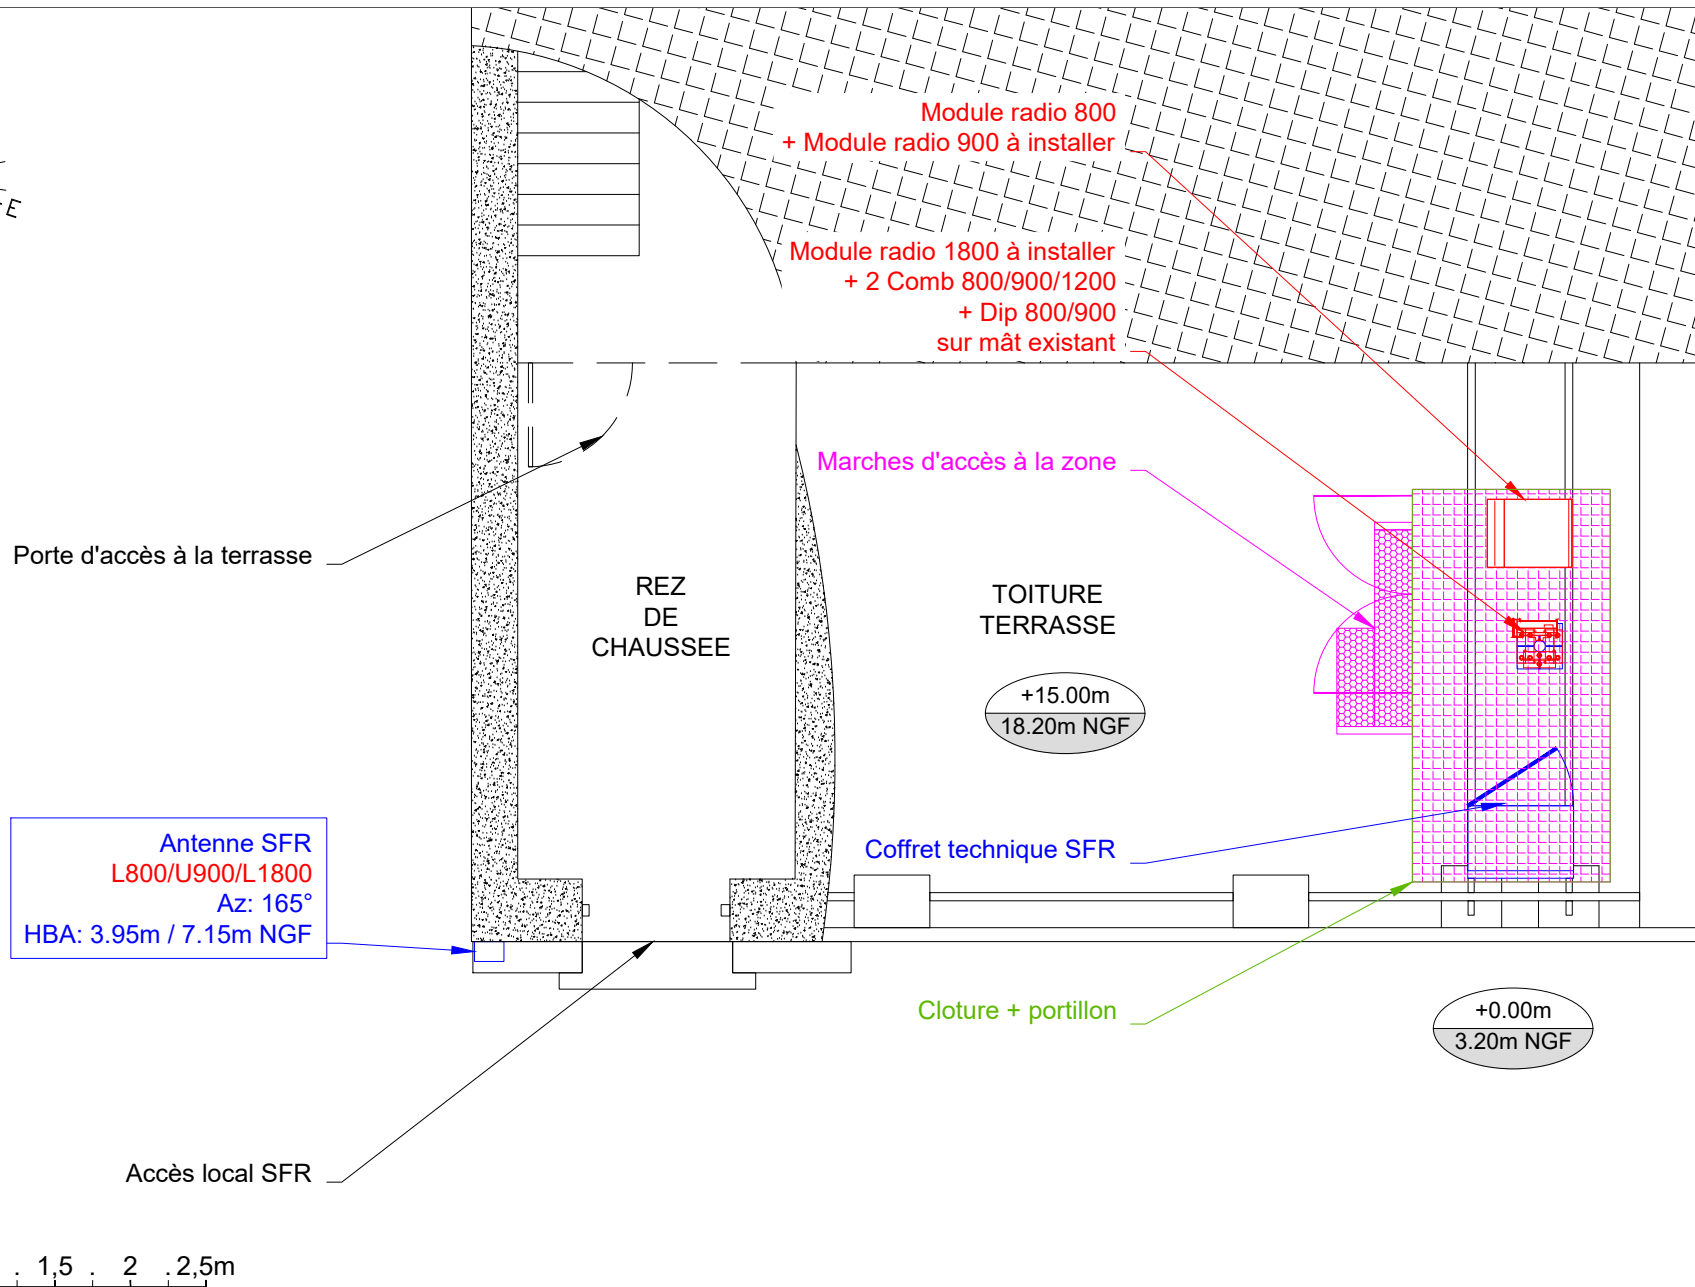 Module radio 800
+ Module radio 900 à installer
E
Module radio 1800 à installer
+ 2 Comb 800/900/1200
+ Dip 800/900
sur mât existant
Marches d'accès à la zone
Porte d'accès à la terrasse
REZ
DE
CHAUSSEE
TOITURE
TERRASSE
+15.00m
18.20m NGF
Antenne SFR
L800/U900/L1800
Az: 165°
HBA: 3.95m / 7.15m NGF
Coffret technique SFR
Cloture + portillon
+0.00m
3.20m NGF
Accès local SFR
1,5 2 2,5m